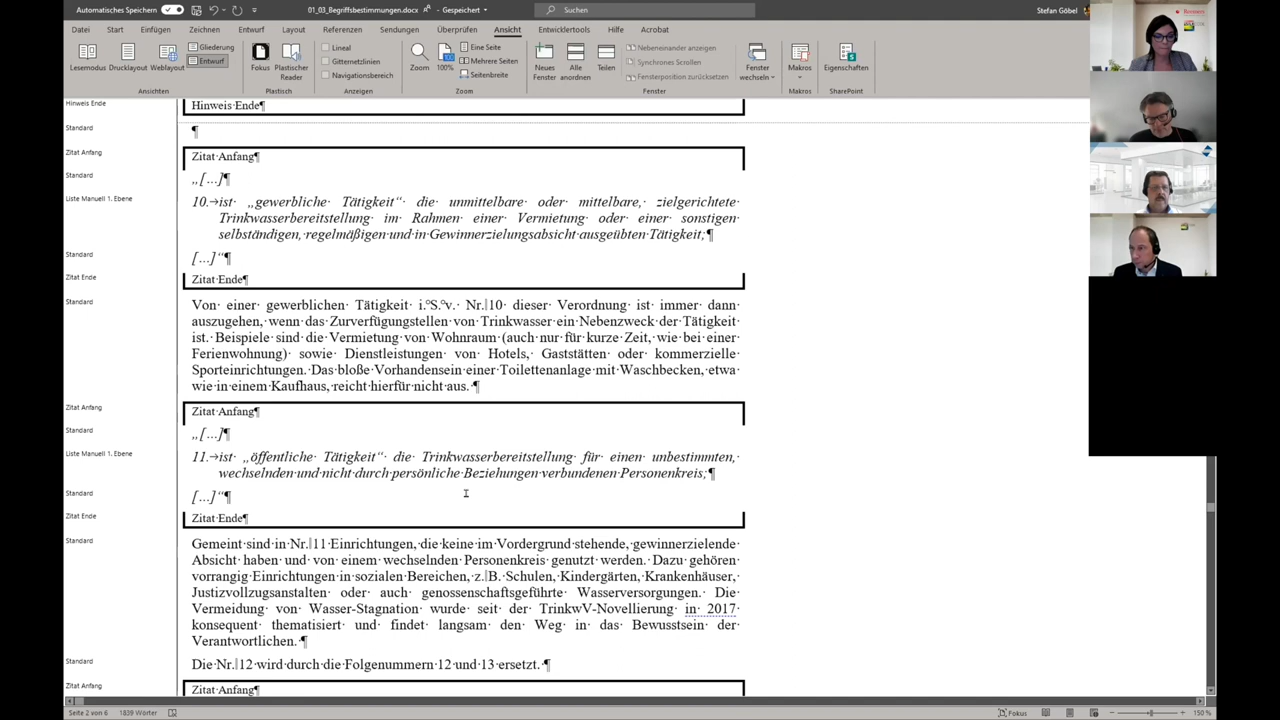 Automatisches Speichern
01_03_Begriffsbestimmungen.docx
Gespeichert
Suchen
Stefan Göbel
Datei Start Einfügen Zeichnen Entwurf Layout Referenzen Sendungen Überprüfen Ansicht Entwicklertools Hilfe Acrobat
Lesemodus
Drucklayout
Weblayout
Gliederung
Entwurf
Ansichten
Fokus
Plastischer Reader
Plastisch
Lineal
Gitternetzlinien
Navigationsbereich
Anzeigen
Zoom
100%
Eine Seite
Mehrere Seiten
Seitenbreite
Zoom
Neues Fenster
Alle anordnen
Teilen
Nebeneinander anzeigen
Synchrones Scrollen
Fensterposition zurücksetzen
Fenster wechseln
Fenster
Makros
Makros
Eigenschaften
SharePoint
Hinweis Ende
Hinweis·Ende¶
Standard
¶
Zitat Anfang
Zitat·Anfang¶
Standard
„[…]¶
Liste Manuell 1. Ebene
10.→ist „gewerbliche Tätigkeit“ die unmittelbare oder mittelbare, zielgerichtete
Trinkwasserbereitstellung im Rahmen einer Vermietung oder einer sonstigen
selbständigen, regelmäßigen und in Gewinnerzielungsabsicht ausgeübten Tätigkeit;¶
Standard
[…]“¶
Zitat Ende
Zitat·Ende¶
Standard
Von einer gewerblichen Tätigkeit i.°S.°v. Nr. 10 dieser Verordnung ist immer dann
auszugehen, wenn das Zurverfügungstellen von Trinkwasser ein Nebenzweck der Tätigkeit
ist. Beispiele sind die Vermietung von Wohnraum (auch nur für kurze Zeit, wie bei einer
Ferienwohnung) sowie Dienstleistungen von Hotels, Gaststätten oder kommerzielle
Sporteinrichtungen. Das bloße Vorhandensein einer Toilettenanlage mit Waschbecken, etwa
wie in einem Kaufhaus, reicht hierfür nicht aus. ¶
Zitat Anfang
Zitat·Anfang¶
Standard
„[…]¶
Liste Manuell 1. Ebene
11.→ist „öffentliche Tätigkeit“ die Trinkwasserbereitstellung für einen unbestimmten,
wechselnden und nicht durch persönliche Beziehungen verbundenen Personenkreis;¶
Standard
[…]“¶
Zitat Ende
Zitat·Ende¶
Standard
Gemeint sind in Nr. 11 Einrichtungen, die keine im Vordergrund stehende, gewinnerzielende
Absicht haben und von einem wechselnden Personenkreis genutzt werden. Dazu gehören
vorrangig Einrichtungen in sozialen Bereichen, z. B. Schulen, Kindergärten, Krankenhäuser,
Justizvollzugsanstalten oder auch genossenschaftsgeführte Wasserversorgungen. Die
Vermeidung von Wasser-Stagnation wurde seit der TrinkwV-Novellierung in 2017
konsequent thematisiert und findet langsam den Weg in das Bewusstsein der
Verantwortlichen. ¶
Standard
Die Nr. 12 wird durch die Folgenummern 12 und 13 ersetzt. ¶
Zitat Anfang
Zitat·Anfang¶
Seite 2 von 6
1839 Wörter
Fokus
150 %